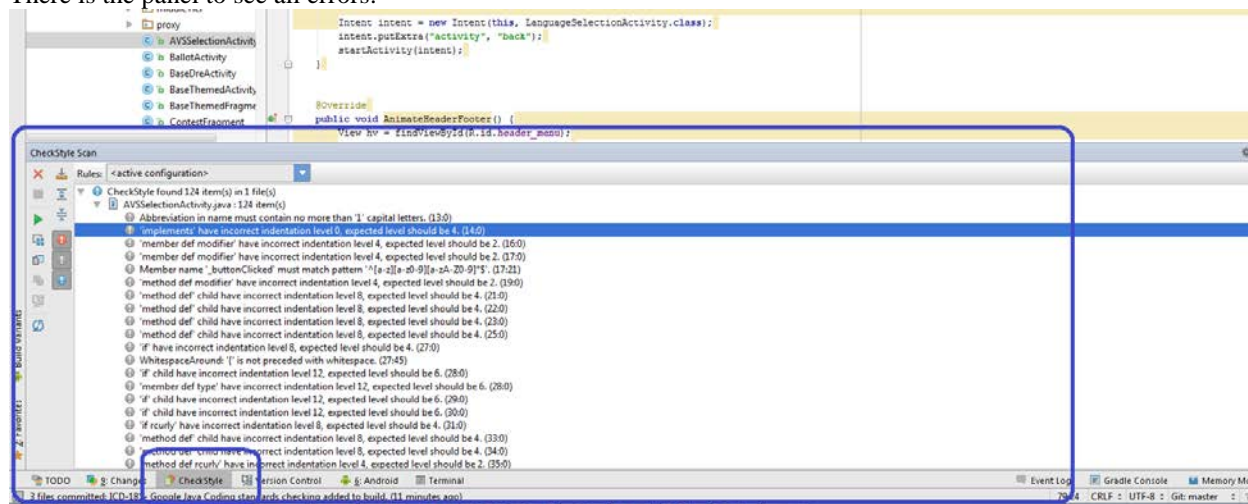 middleTier
proxy
AVSSelectionActivity
BallotActivity
BaseDreActivity
BaseThemedActivity
BaseThemedFragme
ContestFragment
Intent intent = new Intent(this, LanguageSelectionActivity.class);
intent.putExtra("activity", "back");
startActivity(intent);
}
@Override
public void AnimateHeaderFooter() {
View hv = findViewById(R.id.header_menu);
CheckStyle Scan
Rules: <active configuration>
CheckStyle found 124 item(s) in 1 file(s)
AVSSelectionActivity.java : 124 item(s)
Abbreviation in name must contain no more than '1' capital letters. (13:0)
'implements' have incorrect indentation level 0, expected level should be 4. (14:0)
'member def modifier' have incorrect indentation level 4, expected level should be 2. (16:0)
'member def modifier' have incorrect indentation level 4, expected level should be 2. (17:0)
Member name '_buttonClicked' must match pattern '^[a-z][a-z0-9][a-zA-Z0-9]*$'. (17:21)
'method def modifier' have incorrect indentation level 4, expected level should be 2. (19:0)
'method def' child have incorrect indentation level 8, expected level should be 4. (21:0)
'method def' child have incorrect indentation level 8, expected level should be 4. (22:0)
'method def' child have incorrect indentation level 8, expected level should be 4. (23:0)
'method def' child have incorrect indentation level 8, expected level should be 4. (25:0)
'if' have incorrect indentation level 8, expected level should be 4. (27:0)
WhitespaceAround: '{' is not preceded with whitespace. (27:45)
'if' child have incorrect indentation level 12, expected level should be 6. (28:0)
'member def type' have incorrect indentation level 12, expected level should be 6. (28:0)
'if' child have incorrect indentation level 12, expected level should be 6. (29:0)
'if' child have incorrect indentation level 12, expected level should be 6. (30:0)
'if rcurly' have incorrect indentation level 8, expected level should be 4. (31:0)
'method def' child have incorrect indentation level 8, expected level should be 4. (33:0)
'method def' child have incorrect indentation level 8, expected level should be 4. (34:0)
'method def rcurly' have incorrect indentation level 4, expected level should be 2. (35:0)
Build Variants
2: Favorites
TODO 9: Changes CheckStyle Version Control 6: Android Terminal Event Log Gradle Console Memory Mo
3 files committed: JCD-181 - Google Java Coding standards checking added to build. (11 minutes ago) CRLF UTF-8 Git: master